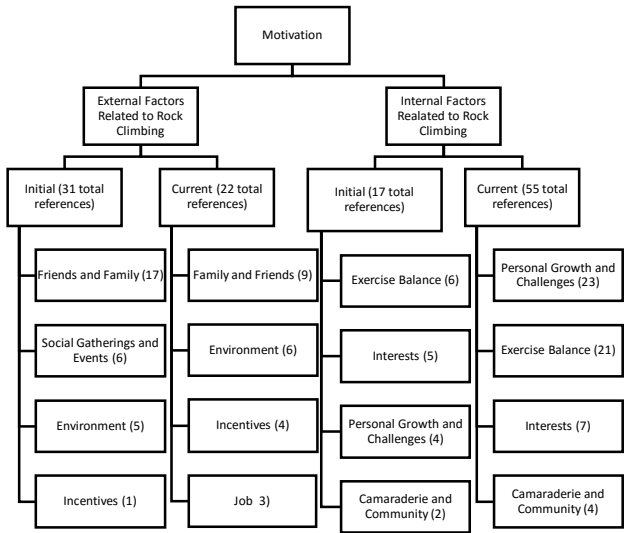 Motivation
External Factors
Related to Rock
Climbing
Internal Factors
Realated to Rock
Climbing
Initial (31 total
references)
Friends and Family (17)
Social Gatherings and
Events (6)
Environment (5)
Incentives (1)
Current (22 total
references)
Family and Friends (9)
Environment (6)
Incentives (4)
Job  3)
Initial (17 total
references)
Exercise Balance (6)
Interests (5)
Personal Growth and
Challenges (4)
Camaraderie and
Community (2)
Current (55 total
references)
Personal Growth and
Challenges (23)
Exercise Balance (21)
Interests (7)
Camaraderie and
Community (4)